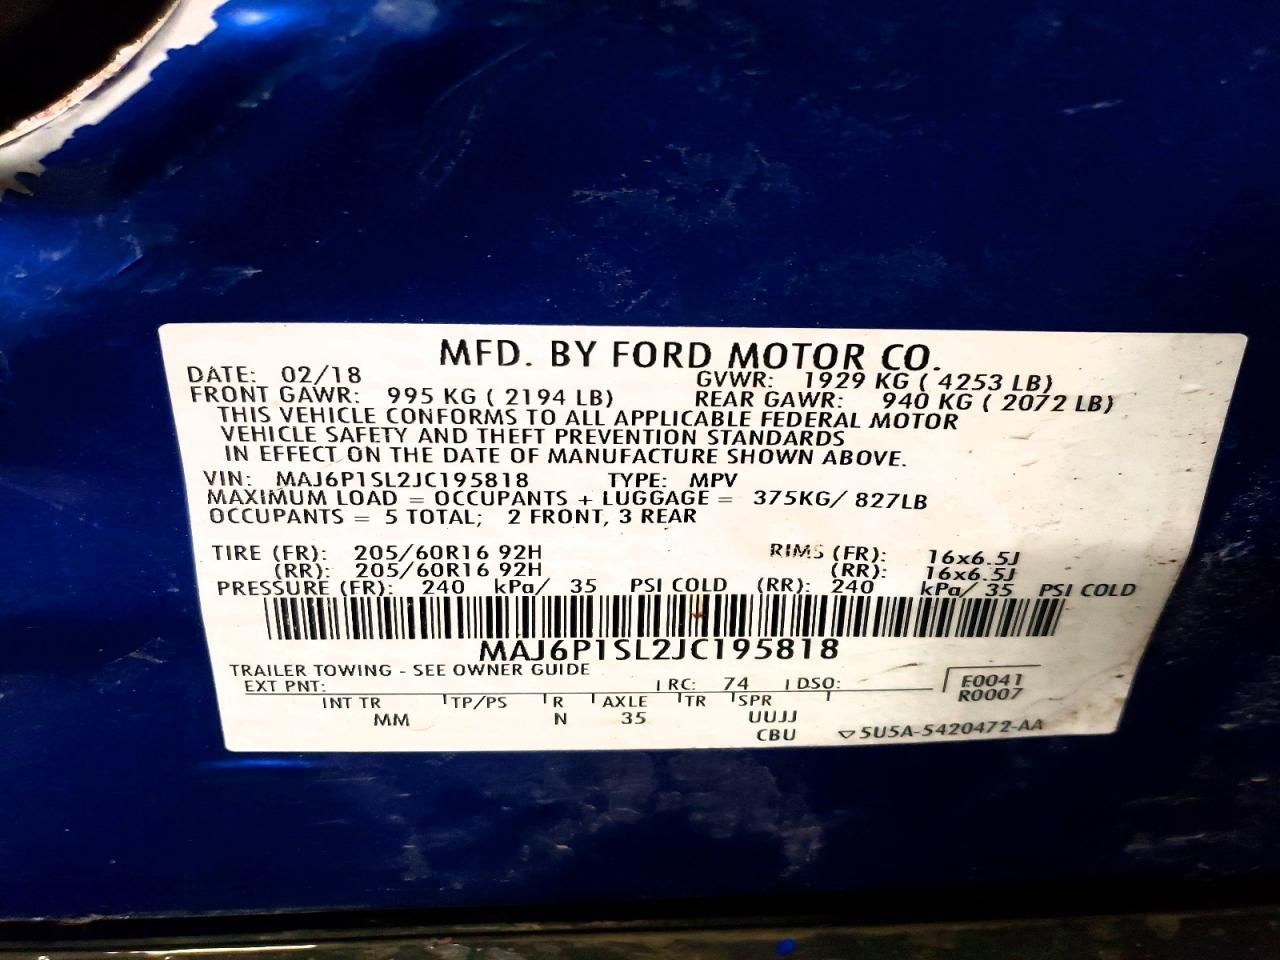 MFD. BY FORD MOTOR CO.
DATE: 02/18 GVWR: 1929 KG ( 4253 LB)
FRONT GAWR: 995 KG ( 2194 LB) REAR GAWR: 940 KG ( 2072 LB)
THIS VEHICLE CONFORMS TO ALL APPLICABLE FEDERAL MOTOR
VEHICLE SAFETY AND THEFT PREVENTION STANDARDS
IN EFFECT ON THE DATE OF MANUFACTURE SHOWN ABOVE.
VIN: MAJ6P1SL2JC195818 TYPE: MPV
MAXIMUM LOAD = OCCUPANTS + LUGGAGE = 375KG/ 827LB
OCCUPANTS = 5 TOTAL; 2 FRONT, 3 REAR
TIRE (FR): 205/60R16 92H RIMS (FR): 16x6.5J
(RR): 205/60R16 92H (RR): 16x6.5J
PRESSURE (FR): 240 kPa/ 35 PSI COLD (RR): 240 kPa/ 35 PSI COLD
MAJ6P1SL2JC195818
TRAILER TOWING - SEE OWNER GUIDE
EXT PNT: RC: 74 DSO: E0041
R0007
INT TR TP/PS R AXLE TR SPR
MM N 35 UUJJ
CBU 5U5A-5420472-AA